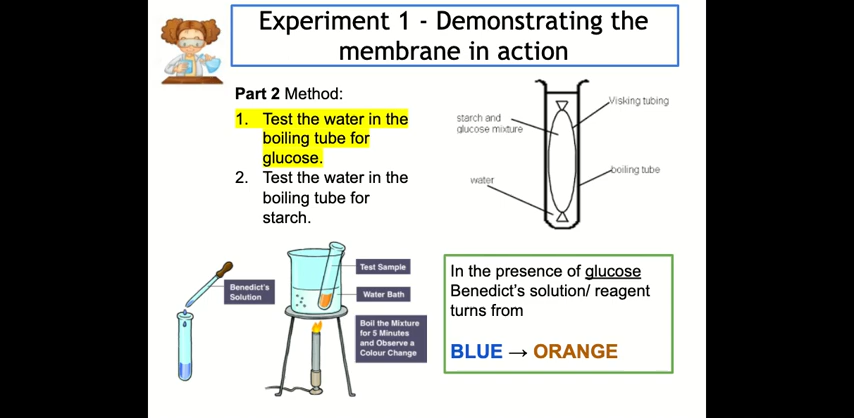 Experiment 1 - Demonstrating the
membrane in action
Part 2 Method:
1. Test the water in the
boiling tube for
glucose.
2. Test the water in the
boiling tube for
starch.
starch and
glucose mixture
water
Visking tubing
boiling tube
Benedict's
Solution
Test Sample
Water Bath
Boil the Mixture
for 5 Minutes
and Observe a
Colour Change
In the presence of glucose
Benedict's solution/ reagent
turns from
BLUE → ORANGE